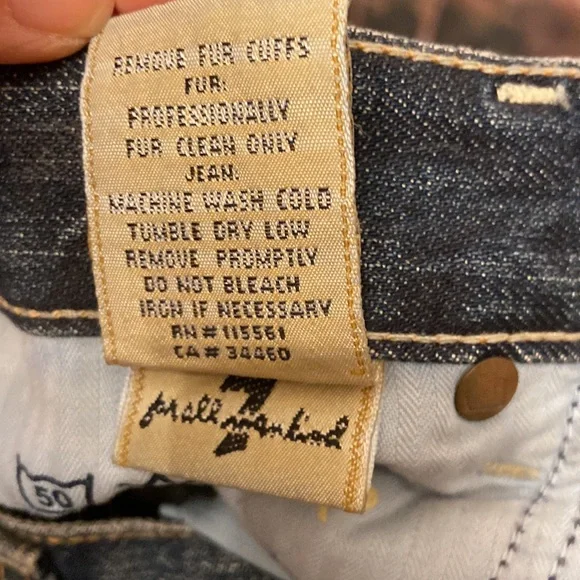 REMOVE FUR CUFFS
FUR:
PROFESSIONALLY
FUR CLEAN ONLY
JEAN:
MACHINE WASH COLD
TUMBLE DRY LOW
REMOVE PROMPTLY
DO NOT BLEACH
IRON IF NECESSARY
RN# 115561
CA# 34460
7
for all mankind
50